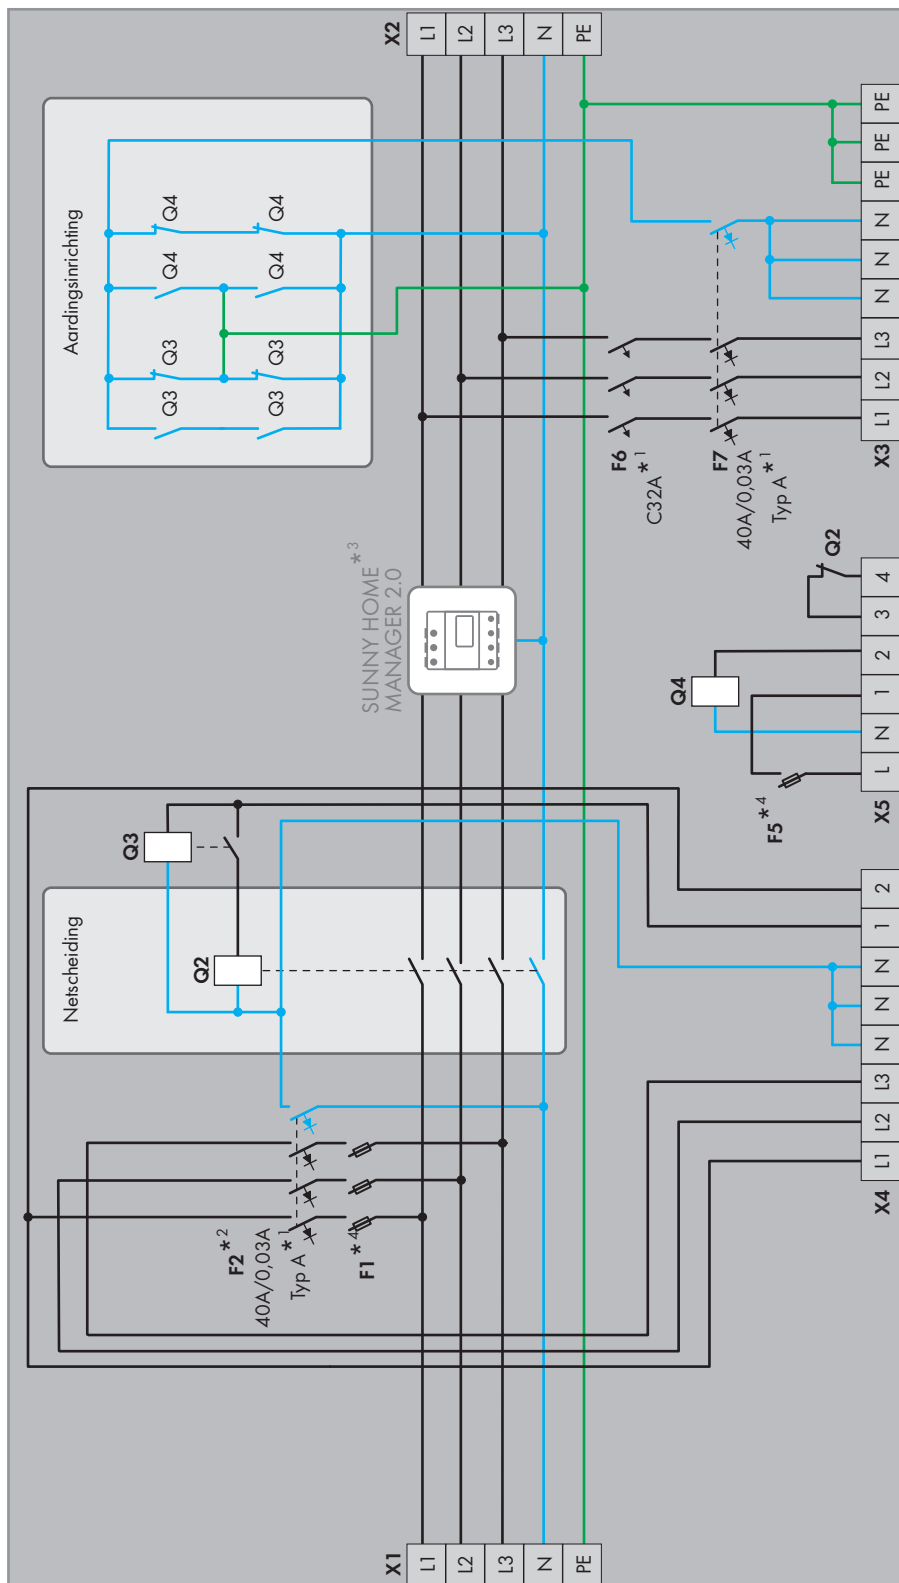 X2
L1
L2
L3
N
PE
Aardingsinrichting
Q4
Q4
Q4
Q4
Q3
Q3
Q3
Q3
PE
PE
PE
N
N
N
L3
L2
L1
X3
F6
C32A *1
F7
40A/0,03A
Typ A *1
SUNNY HOME *3
MANAGER 2.0
Q2
4
3
2
1
N
L
X5
Q4
F5 *4
Q3
Netscheiding
Q2
2
1
N
N
N
L3
L2
L1
X4
F2 *2
40A/0,03A
Typ A *1
F1 *4
X1
L1
L2
L3
N
PE